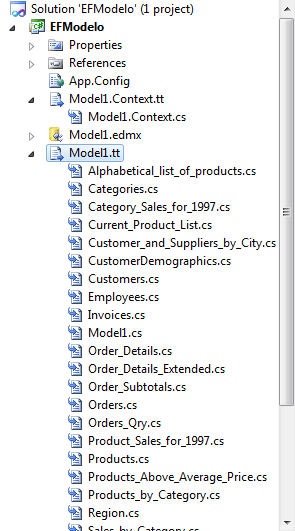 Solution 'EFModelo' (1 project)
EFModelo
Properties
References
App.Config
Model1.Context.tt
Model1.Context.cs
Model1.edmx
Model1.tt
Alphabetical_list_of_products.cs
Categories.cs
Category_Sales_for_1997.cs
Current_Product_List.cs
Customer_and_Suppliers_by_City.cs
CustomerDemographics.cs
Customers.cs
Employees.cs
Invoices.cs
Model1.cs
Order_Details.cs
Order_Details_Extended.cs
Order_Subtotals.cs
Orders.cs
Orders_Qry.cs
Product_Sales_for_1997.cs
Products.cs
Products_Above_Average_Price.cs
Products_by_Category.cs
Region.cs
Sales_by_Category.cs